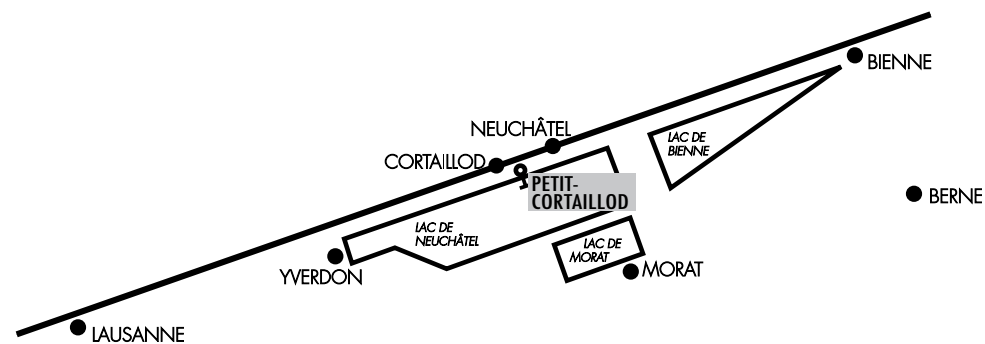 BIENNE
NEUCHÂTEL
LAC DE
BIENNE
CORTAILLOD
PETIT-
CORTAILLOD
BERNE
LAC DE
NEUCHÂTEL
LAC DE
MORAT
YVERDON
MORAT
LAUSANNE